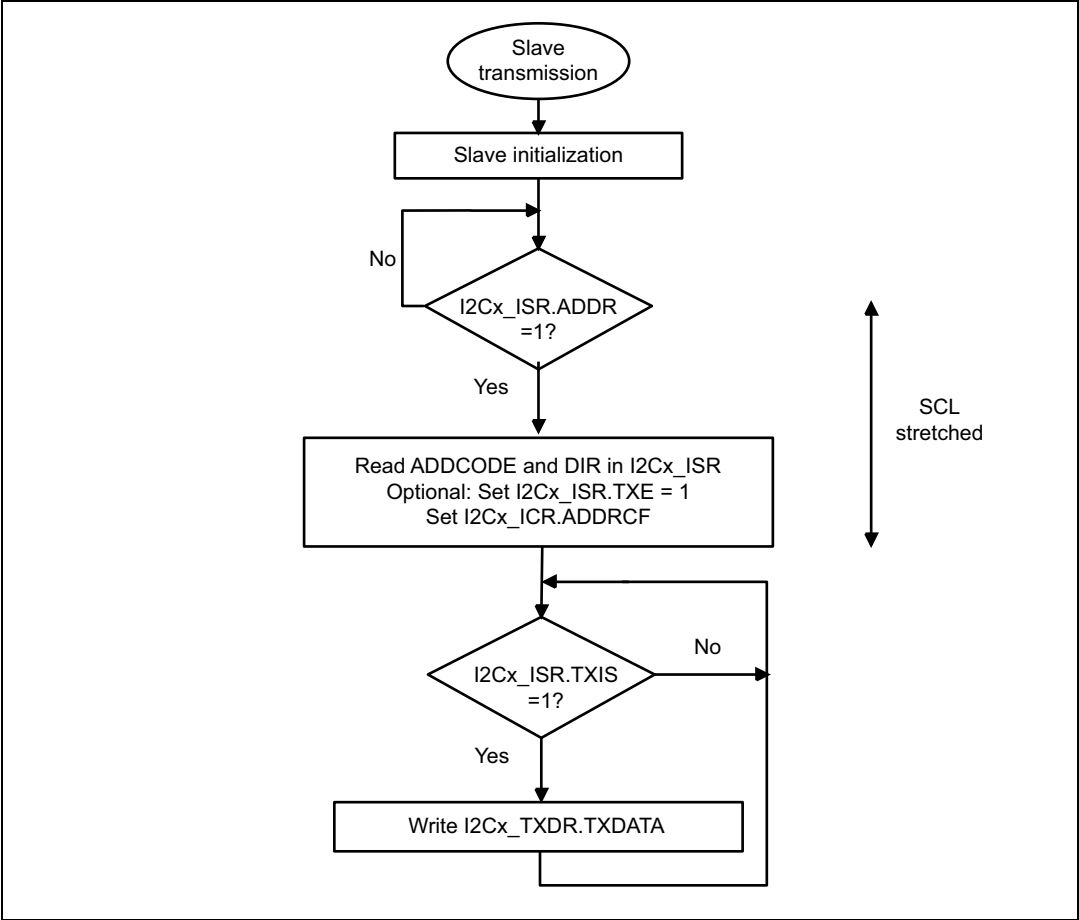 Slave
transmission
Slave initialization
No
I2Cx_ISR.ADDR
=1?
Yes
SCL
stretched
Read ADDCODE and DIR in I2Cx_ISR
Optional: Set I2Cx_ISR.TXE = 1
Set I2Cx_ICR.ADDRCF
No
I2Cx_ISR.TXIS
=1?
Yes
Write I2Cx_TXDR.TXDATA